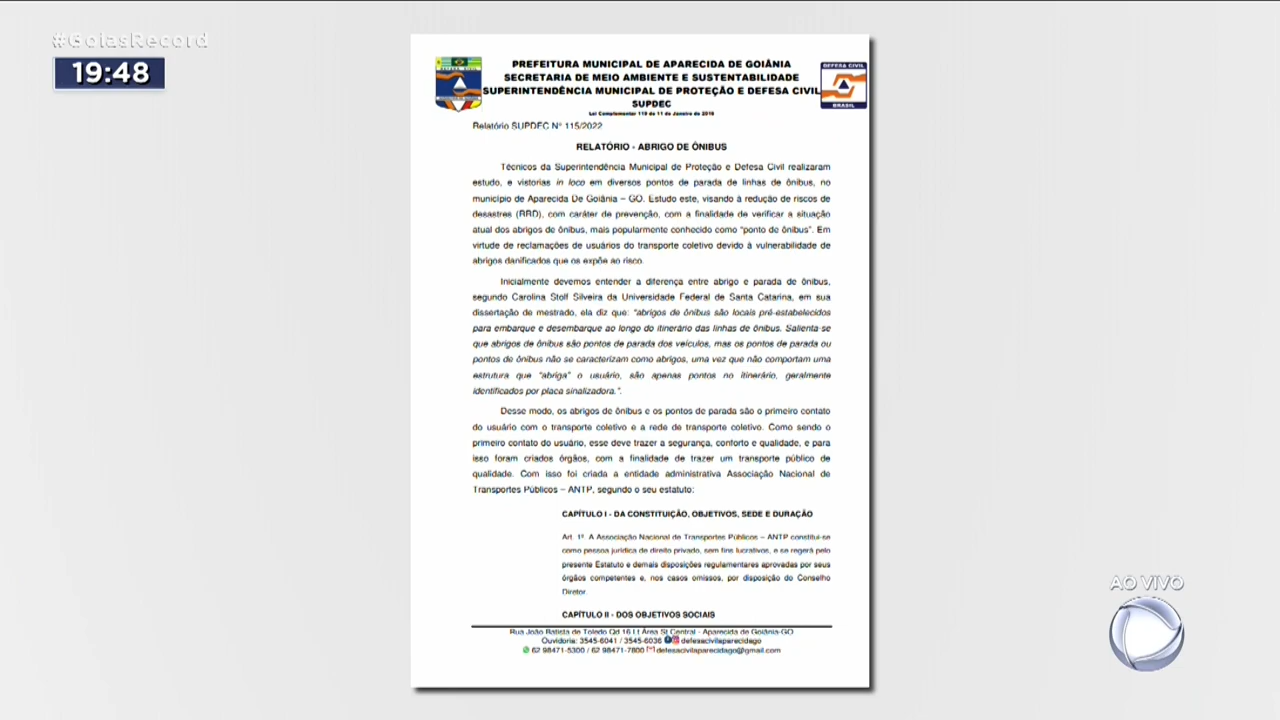 #GoiasRecord
19:48
PREFEITURA MUNICIPAL DE APARECIDA DE GOIÂNIA
SECRETARIA DE MEIO AMBIENTE E SUSTENTABILIDADE
SUPERINTENDÊNCIA MUNICIPAL DE PROTEÇÃO E DEFESA CIVIL
SUPDEC
Lei Complementar 119 de 11 de Janeiro de 2016
DEFESA CIVIL
BRASIL
Relatório SUPDEC N° 115/2022
RELATÓRIO - ABRIGO DE ÔNIBUS
Técnicos da Superintendência Municipal de Proteção e Defesa Civil realizaram
estudo, e vistorias in loco em diversos pontos de parada de linhas de ônibus, no
município de Aparecida De Goiânia – GO. Estudo este, visando à redução de riscos de
desastres (RRD), com caráter de prevenção, com a finalidade de verificar a situação
atual dos abrigos de ônibus, mais popularmente conhecido como "ponto de ônibus". Em
virtude de reclamações de usuários do transporte coletivo devido à vulnerabilidade de
abrigos danificados que os expõe ao risco.
Inicialmente devemos entender a diferença entre abrigo e parada de ônibus,
segundo Carolina Stolf Silveira da Universidade Federal de Santa Catarina, em sua
dissertação de mestrado, ela diz que: "abrigos de ônibus são locais pré-estabelecidos
para embarque e desembarque ao longo do itinerário das linhas de ônibus. Salienta-se
que abrigos de ônibus são pontos de parada dos veículos, mas os pontos de parada ou
pontos de ônibus não se caracterizam como abrigos, uma vez que não comportam uma
estrutura que "abriga" o usuário, são apenas pontos no itinerário, geralmente
identificados por placa sinalizadora.".
Desse modo, os abrigos de ônibus e os pontos de parada são o primeiro contato
do usuário com o transporte coletivo e a rede de transporte coletivo. Como sendo o
primeiro contato do usuário, esse deve trazer a segurança, conforto e qualidade, e para
isso foram criados órgãos, com a finalidade de trazer um transporte público de
qualidade. Com isso foi criada a entidade administrativa Associação Nacional de
Transportes Públicos – ANTP, segundo o seu estatuto:
CAPÍTULO I - DA CONSTITUIÇÃO, OBJETIVOS, SEDE E DURAÇÃO
Art. 1º. A Associação Nacional de Transportes Públicos – ANTP constitui-se
como pessoa jurídica de direito privado, sem fins lucrativos, e se regerá pelo
presente Estatuto e demais disposições regulamentares aprovadas por seus
órgãos competentes e, nos casos omissos, por disposição do Conselho
Diretor.
CAPÍTULO II - DOS OBJETIVOS SOCIAIS
Rua João Batista de Toledo Qd 16 Lt Área St Central - Aparecida de Goiânia-GO
Ouvidoria: 3545-6041 / 3545-6036 defesacivilaparecidago
62 98471-5300 / 62 98471-7800 defesacivilaparecidago@gmail.com
AO VIVO